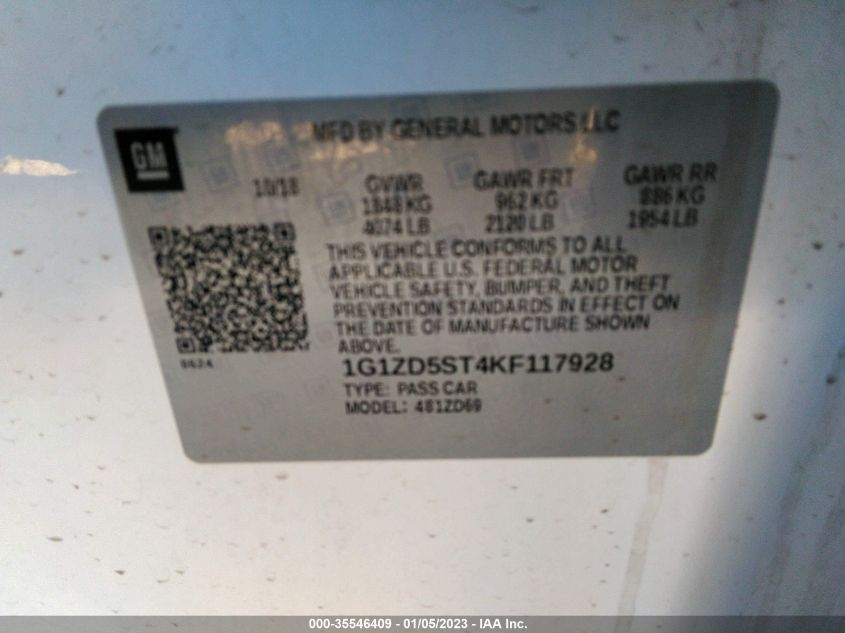 MFD BY GENERAL MOTORS LLC
GM
10/18 GVWR GAWR FRT GAWR RR
1848 KG 962 KG 886 KG
4074 LB 2120 LB 1954 LB
THIS VEHICLE CONFORMS TO ALL
APPLICABLE U.S. FEDERAL MOTOR
VEHICLE SAFETY, BUMPER, AND THEFT
PREVENTION STANDARDS IN EFFECT ON
THE DATE OF MANUFACTURE SHOWN
ABOVE.
8624
1G1ZD5ST4KF117928
TYPE: PASS CAR
MODEL: 481ZD69
000-35546409 - 01/05/2023 - IAA Inc.